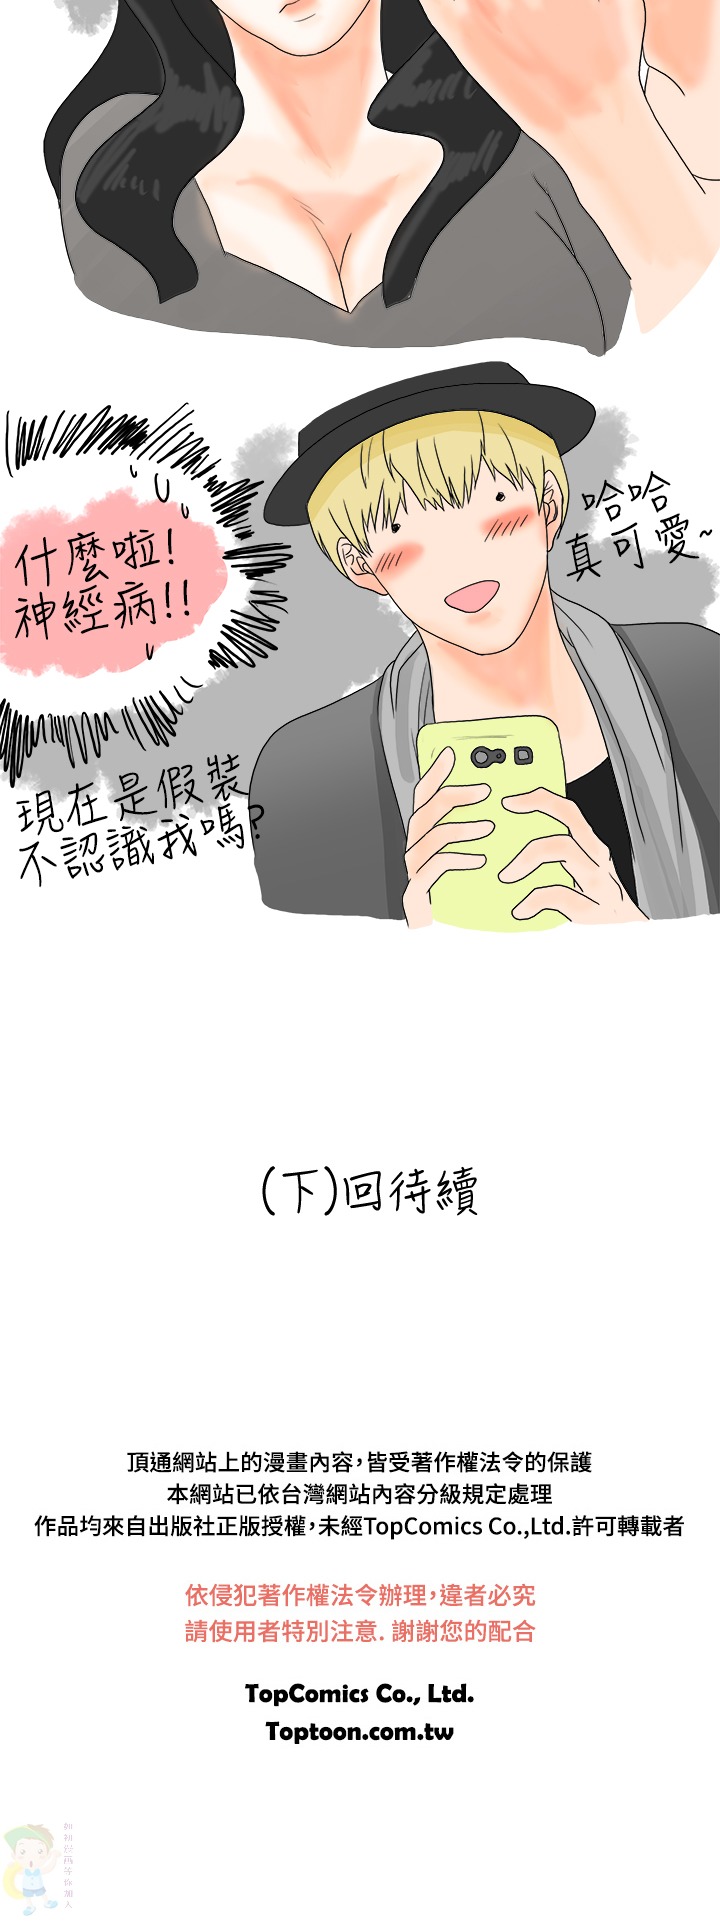 哈哈
真可愛~
什麼啦!
神經病!!
現在是假裝
不認識我嗎?
(下)回待續
頂通網站上的漫畫內容,皆受著作權法令的保護
本網站已依台灣網站內容分級規定處理
作品均來自出版社正版授權,未經TopComics Co.,Ltd.許可轉載者
依侵犯著作權法令辦理,違者必究
請使用者特別注意. 謝謝您的配合
TopComics Co., Ltd.
Toptoon.com.tw